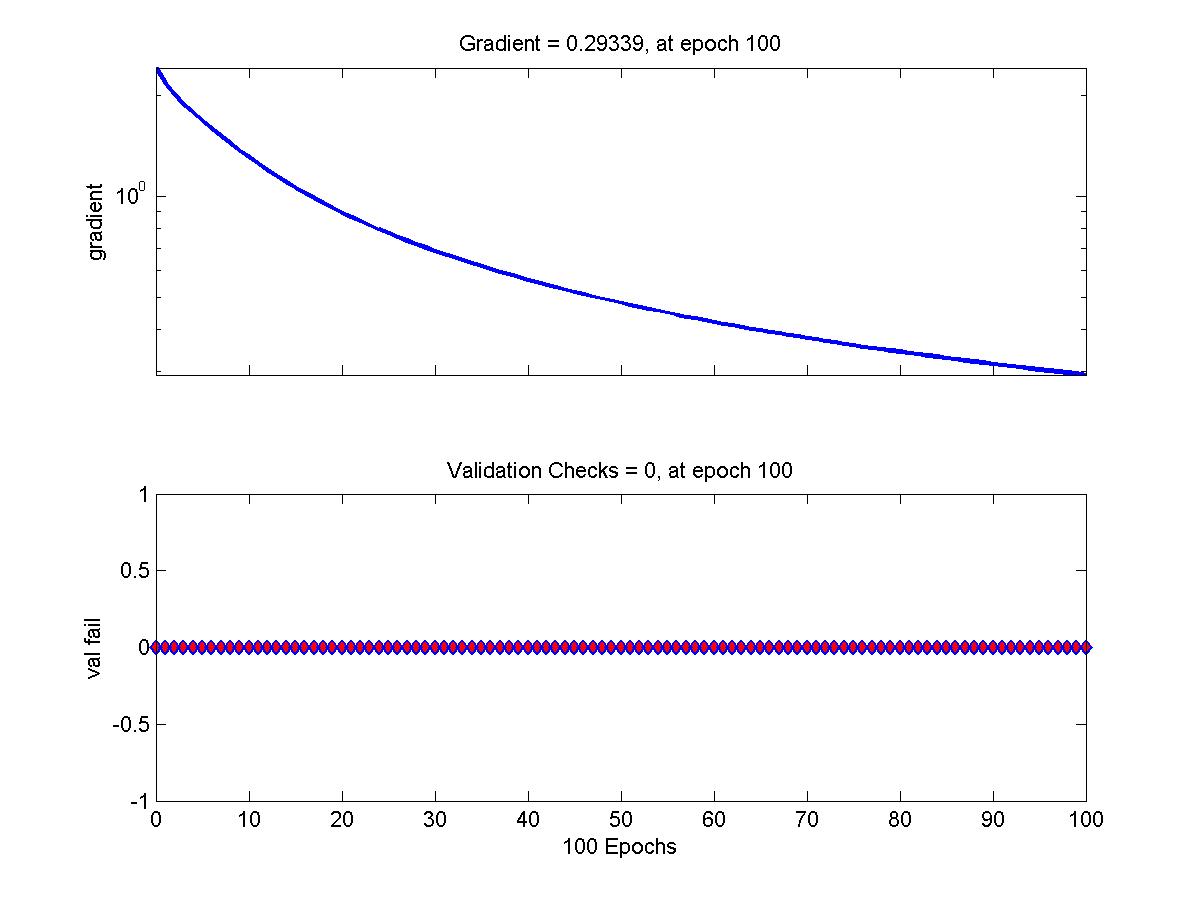 Gradient = 0.29339, at epoch 100
gradient
10^0
Validation Checks = 0, at epoch 100
val fail
1
0.5
0
-0.5
-1
0 10 20 30 40 50 60 70 80 90 100
100 Epochs